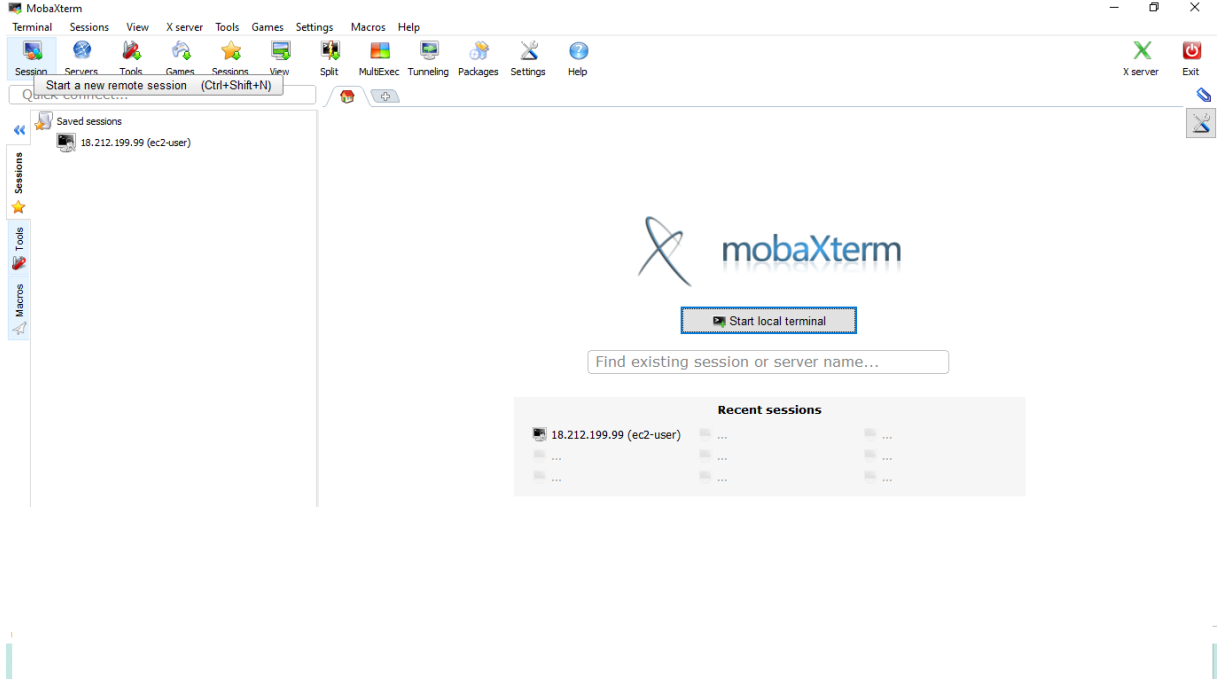 MobaXterm
Terminal Sessions View X server Tools Games Settings Macros Help
Session Servers Tools Games Sessions View Split MultiExec Tunneling Packages Settings Help X server Exit
Start a new remote session (Ctrl+Shift+N)
Quick connect...
Saved sessions
18.212.199.99 (ec2-user)
Sessions
Tools
Macros
mobaXterm
Start local terminal
Find existing session or server name...
Recent sessions
18.212.199.99 (ec2-user) ... ...
... ... ...
... ... ...